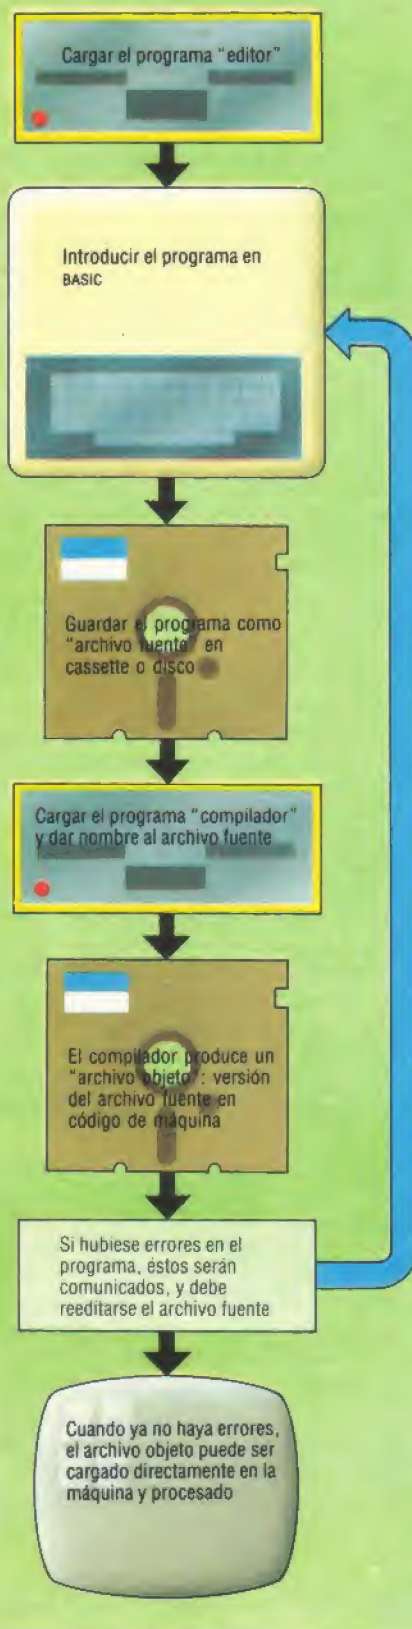 Cargar el programa "editor"
Introducir el programa en
BASIC
Guardar el programa como
"archivo fuente" en
cassette o disco
Cargar el programa "compilador"
y dar nombre al archivo fuente
El compilador produce un
"archivo objeto": versión
del archivo fuente en
código de máquina
Si hubiese errores en el
programa, éstos serán
comunicados, y debe
reeditarse el archivo fuente
Cuando ya no haya errores,
el archivo objeto puede ser
cargado directamente en la
máquina y procesado